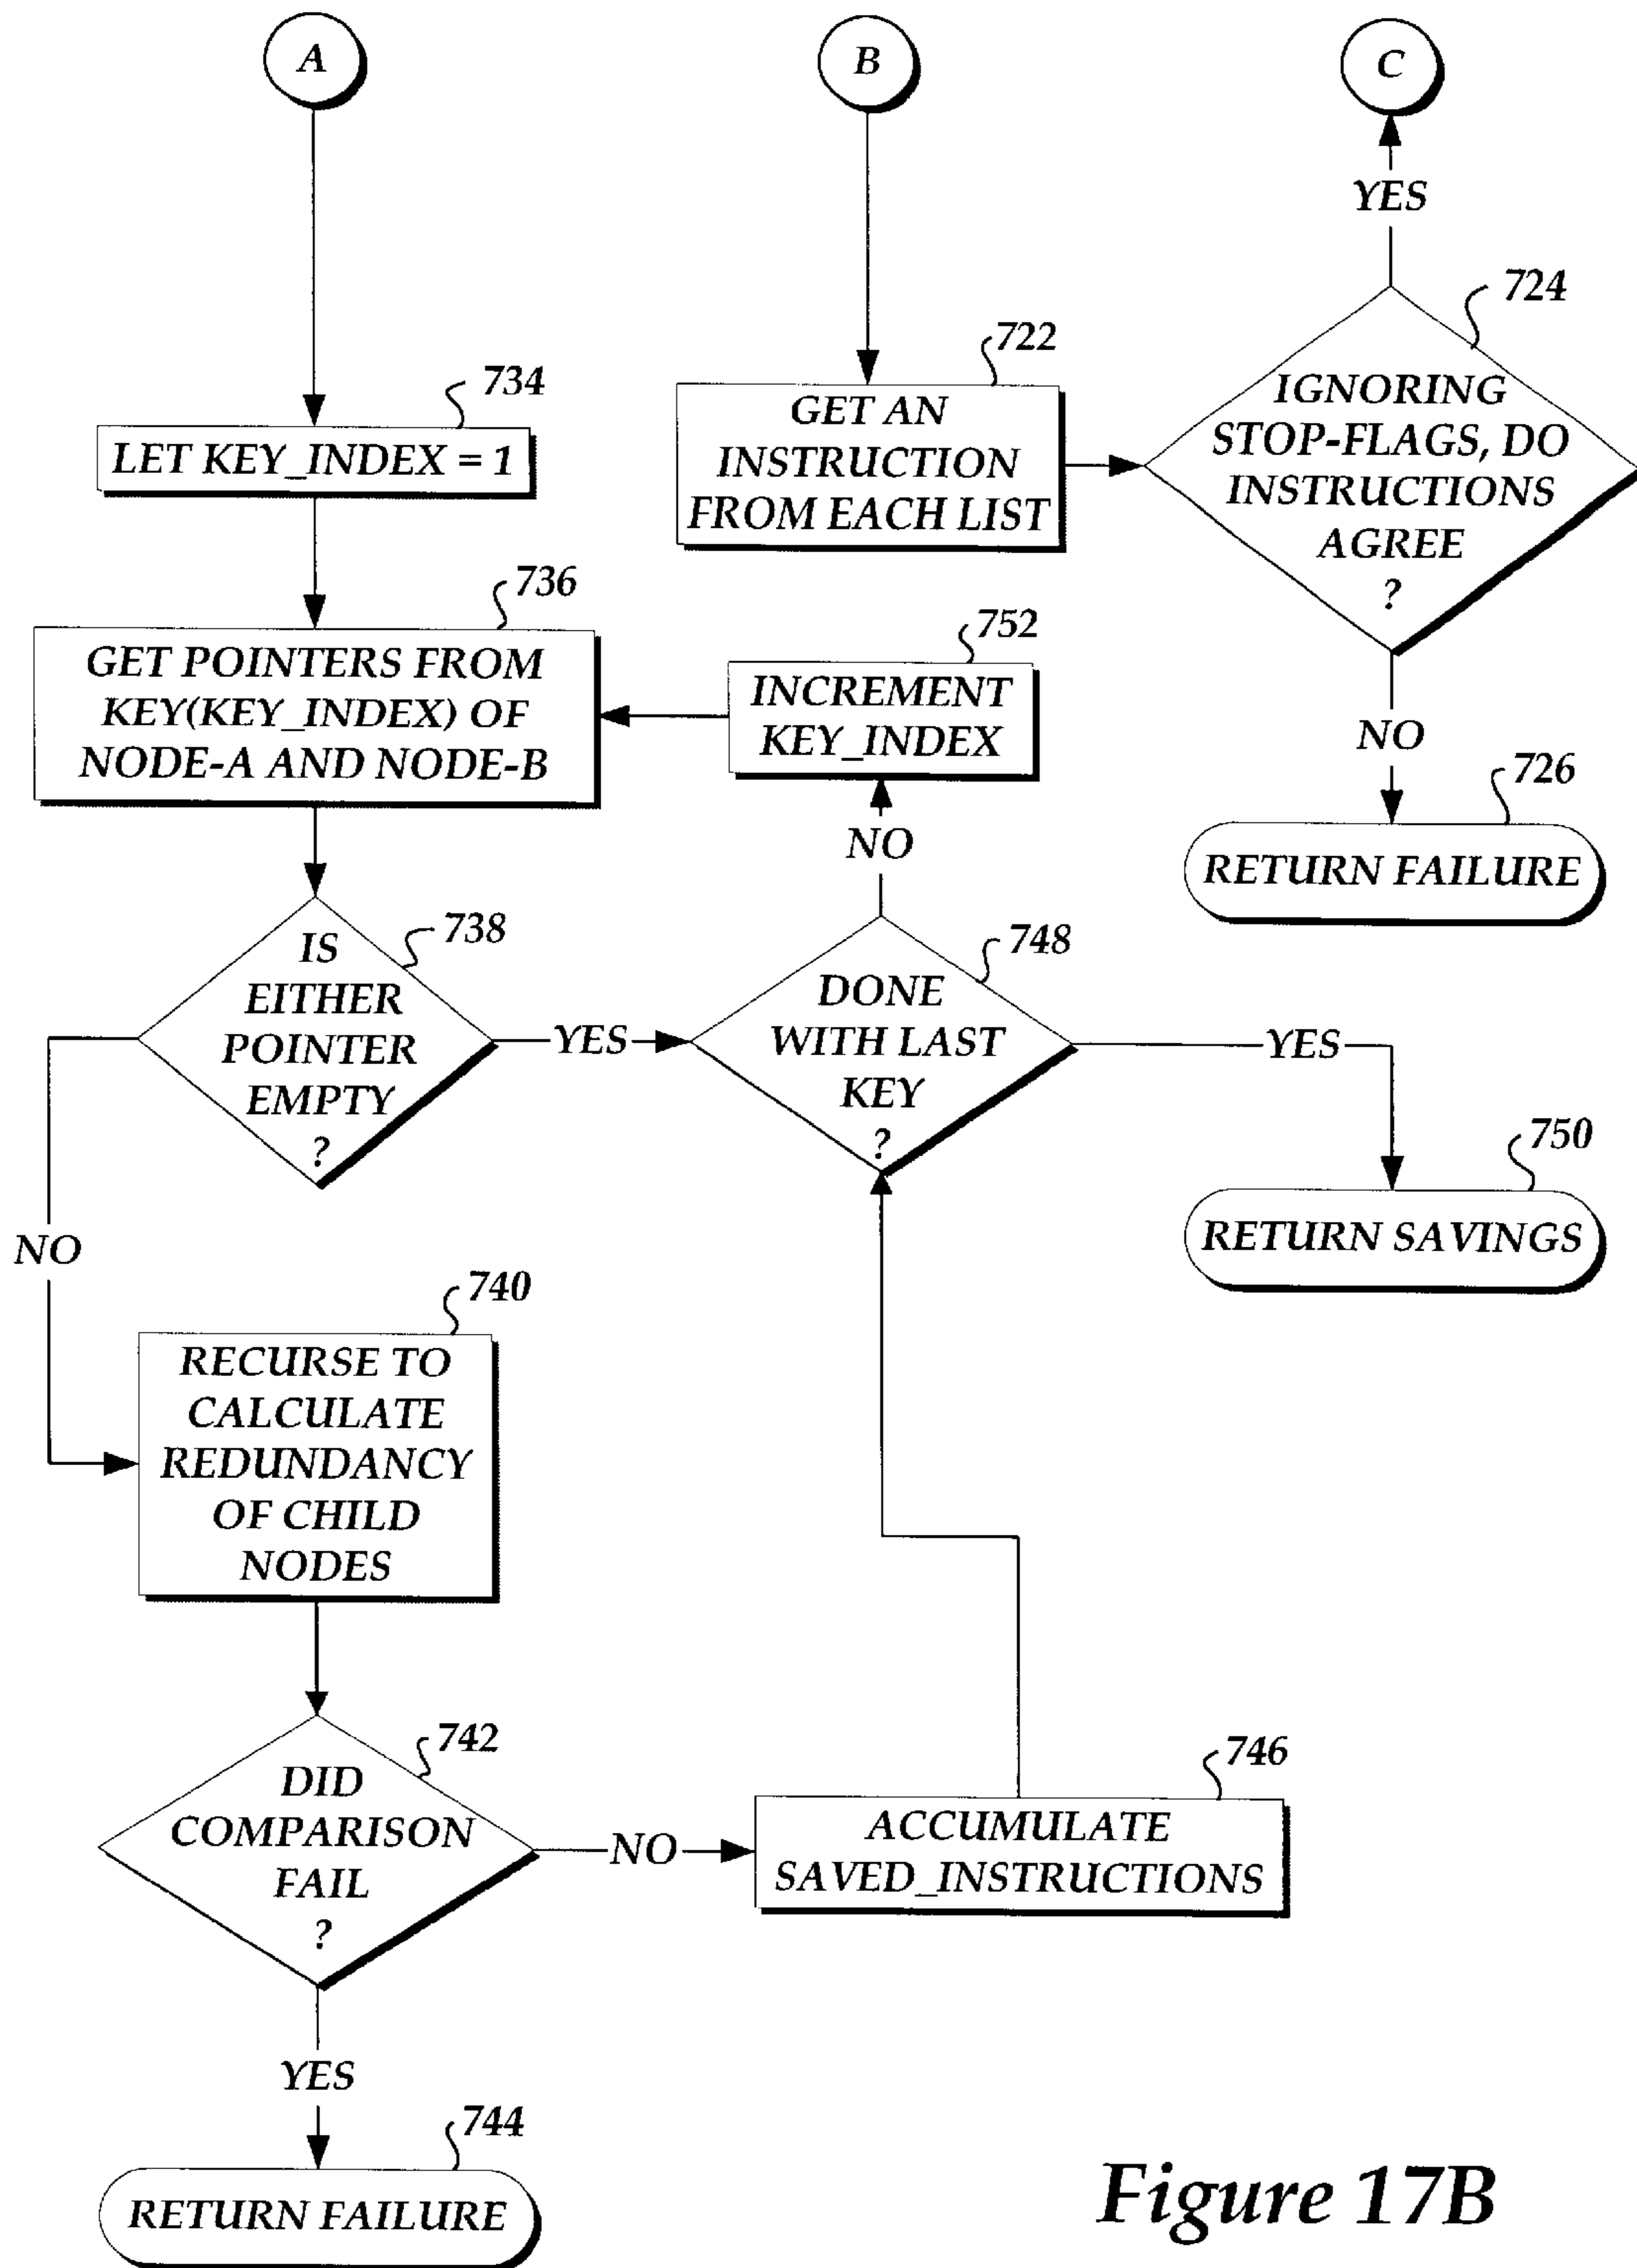 A
B
C
YES
724
722
IGNORING
STOP-FLAGS, DO
INSTRUCTIONS
AGREE
?
GET AN
INSTRUCTION
FROM EACH LIST
734
LET KEY_INDEX = 1
736
GET POINTERS FROM
KEY(KEY_INDEX) OF
NODE-A AND NODE-B
752
INCREMENT
KEY_INDEX
NO
726
RETURN FAILURE
NO
738
IS
EITHER
POINTER
EMPTY
?
YES
748
DONE
WITH LAST
KEY
?
YES
750
RETURN SAVINGS
NO
740
RECURSE TO
CALCULATE
REDUNDANCY
OF CHILD
NODES
742
DID
COMPARISON
FAIL
?
NO
746
ACCUMULATE
SAVED_INSTRUCTIONS
YES
744
RETURN FAILURE
Figure 17B